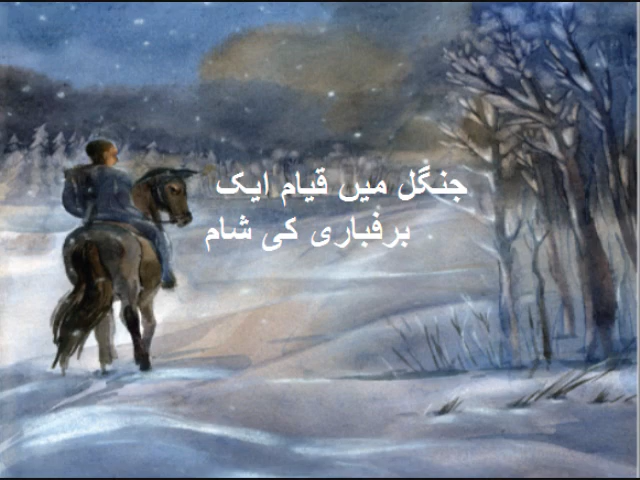 جنگل میں قیام ایک
برفباری کی شام